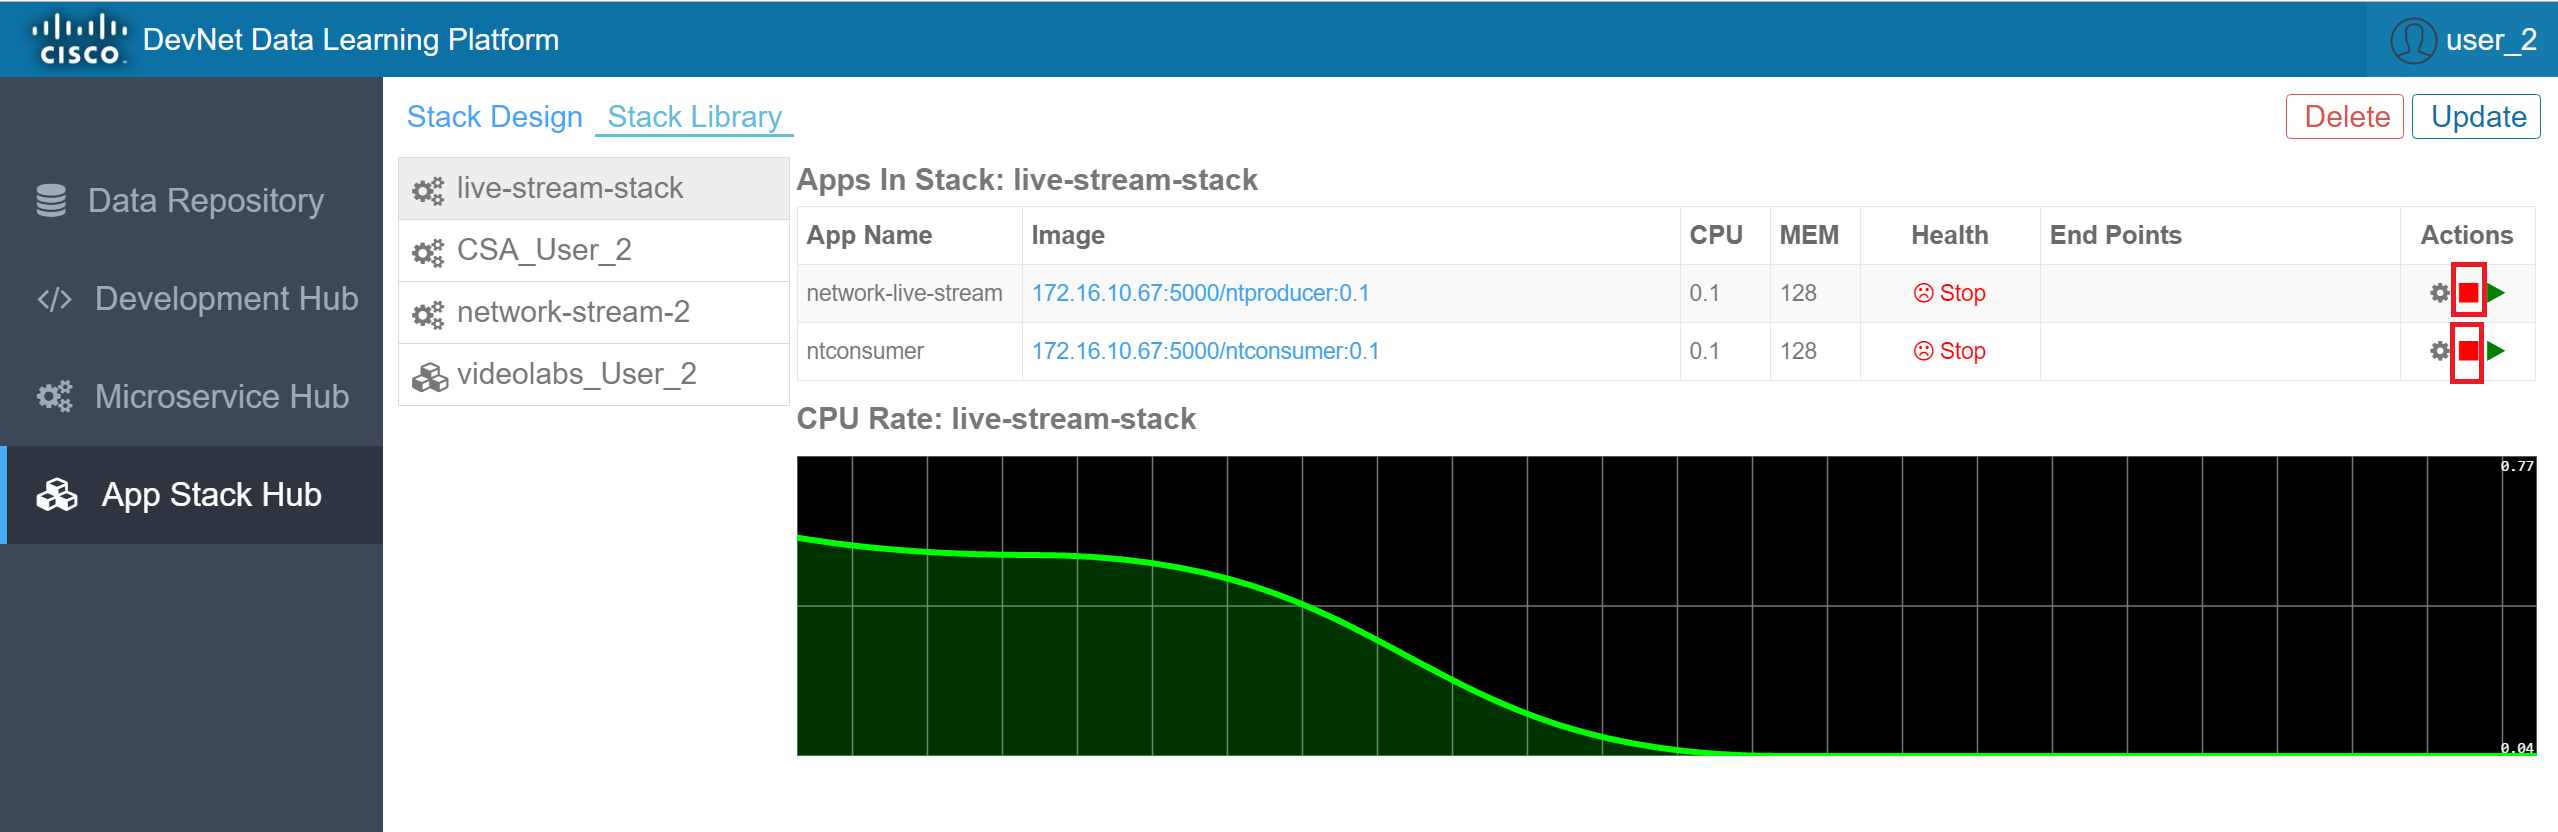 CISCO
DevNet Data Learning Platform
user_2
Stack Design
Stack Library
Delete
Update
Data Repository
Development Hub
Microservice Hub
App Stack Hub
live-stream-stack
CSA_User_2
network-stream-2
videolabs_User_2
Apps In Stack: live-stream-stack
App Name Image CPU MEM Health End Points Actions
network-live-stream 172.16.10.67:5000/ntproducer:0.1 0.1 128 Stop
ntconsumer 172.16.10.67:5000/ntconsumer:0.1 0.1 128 Stop
CPU Rate: live-stream-stack
0.77
0.04